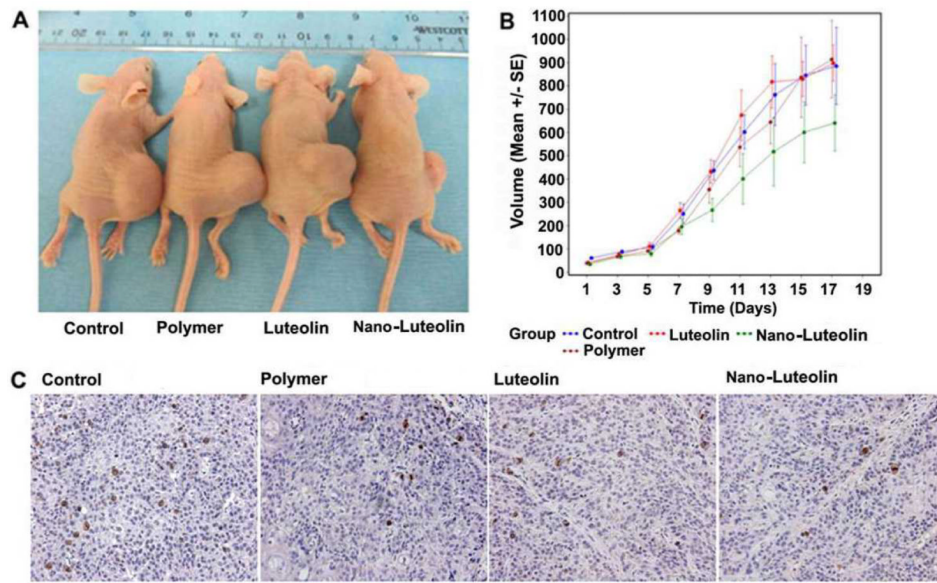 A
Control Polymer Luteolin Nano-Luteolin
B
Volume (Mean +/- SE)
1100
1000
900
800
700
600
500
400
300
200
100
0
1 3 5 7 9 11 13 15 17 19
Time (Days)
Group Control Luteolin Nano-Luteolin
Polymer
C
Control Polymer Luteolin Nano-Luteolin